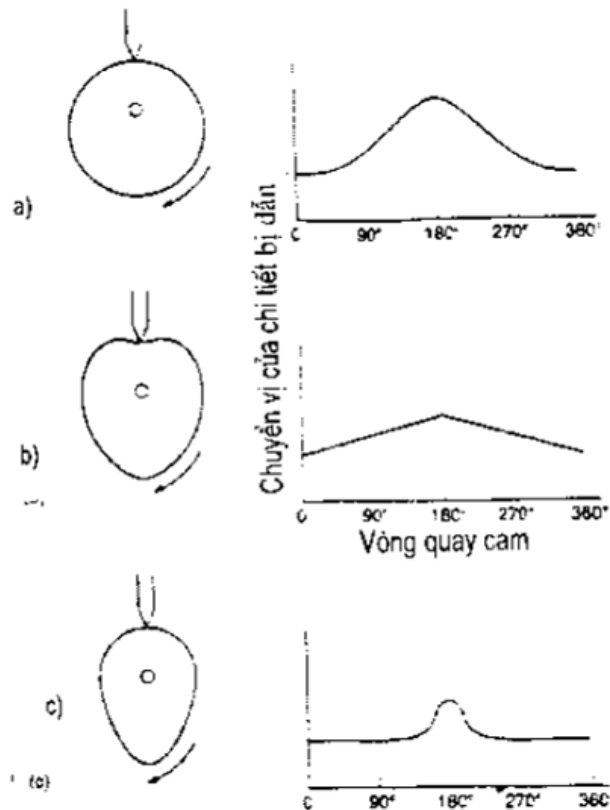 a)
0 90° 180° 270° 360°
b)
0 90° 180° 270° 360°
Chuyển vị của chi tiết bị dẫn
Vòng quay cam
c)
(c)
0 90° 180° 270° 360